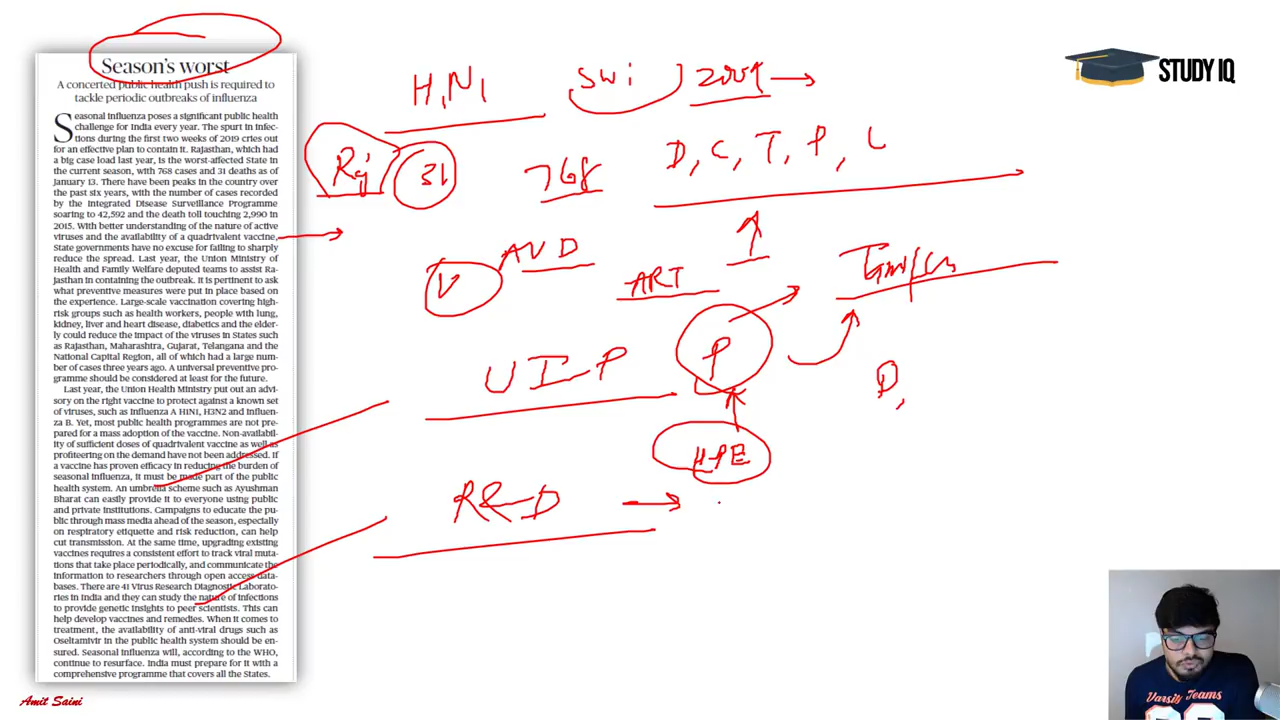 Season's worst
A concerted public health push is required to
tackle periodic outbreaks of influenza
Seasonal influenza poses a significant public health
challenge for India every year. The spurt in infec-
tions during the first two weeks of 2019 cries out
for an effective plan to contain it. Rajasthan, which had
a big case load last year, is the worst-affected State in
the current season, with 768 cases and 31 deaths as of
January 13. There have been peaks in the country over
the past six years, with the number of cases recorded
by the Integrated Disease Surveillance Programme
soaring to 42,592 and the death toll touching 2,990 in
2015. With better understanding of the nature of active
viruses and the availability of a quadrivalent vaccine,
State governments have no excuse for failing to sharply
reduce the spread. Last year, the Union Ministry of
Health and Family Welfare deputed teams to assist Ra-
jasthan in containing the outbreak. It is pertinent to ask
what preventive measures were put in place based on
the experience. Large-scale vaccination covering high-
risk groups such as health workers, people with lung,
kidney, liver and heart disease, diabetics and the elder-
ly could reduce the impact of the viruses in States such
as Rajasthan, Maharashtra, Gujarat, Telangana and the
National Capital Region, all of which had a large num-
ber of cases three years ago. A universal preventive pro-
gramme should be considered at least for the future.
Last year, the Union Health Ministry put out an advi-
sory on the right vaccine to protect against a known set
of viruses, such as Influenza A H1N1, H3N2 and Influen-
za B. Yet, most public health programmes are not pre-
pared for a mass adoption of the vaccine. Non-availabil-
ity of sufficient doses of quadrivalent vaccine as well as
profiteering on the demand have not been addressed. If
a vaccine has proven efficacy in reducing the burden of
seasonal influenza, it must be made part of the public
health system. An umbrella scheme such as Ayushman
Bharat can easily provide it to everyone using public
and private institutions. Campaigns to educate the pu-
blic through mass media ahead of the season, especially
on respiratory etiquette and risk reduction, can help
cut transmission. At the same time, upgrading existing
vaccines requires a consistent effort to track viral muta-
tions that take place periodically, and communicate the
information to researchers through open access data-
bases. There are 41 Virus Research Diagnostic Laborato-
ries in India and they can study the nature of infections
to provide genetic insights to peer scientists. This can
help develop vaccines and remedies. When it comes to
treatment, the availability of anti-viral drugs such as
Oseltamivir in the public health system should be en-
sured. Seasonal influenza will, according to the WHO,
continue to resurface. India must prepare for it with a
comprehensive programme that covers all the States.
Amit Saini
H1N1 Swi 2009
Raj 31 768 D, C, T, P, L
V AVD ART
UIP P D,
HPE
R&D
STUDY IQ
VARSITY TEAMS